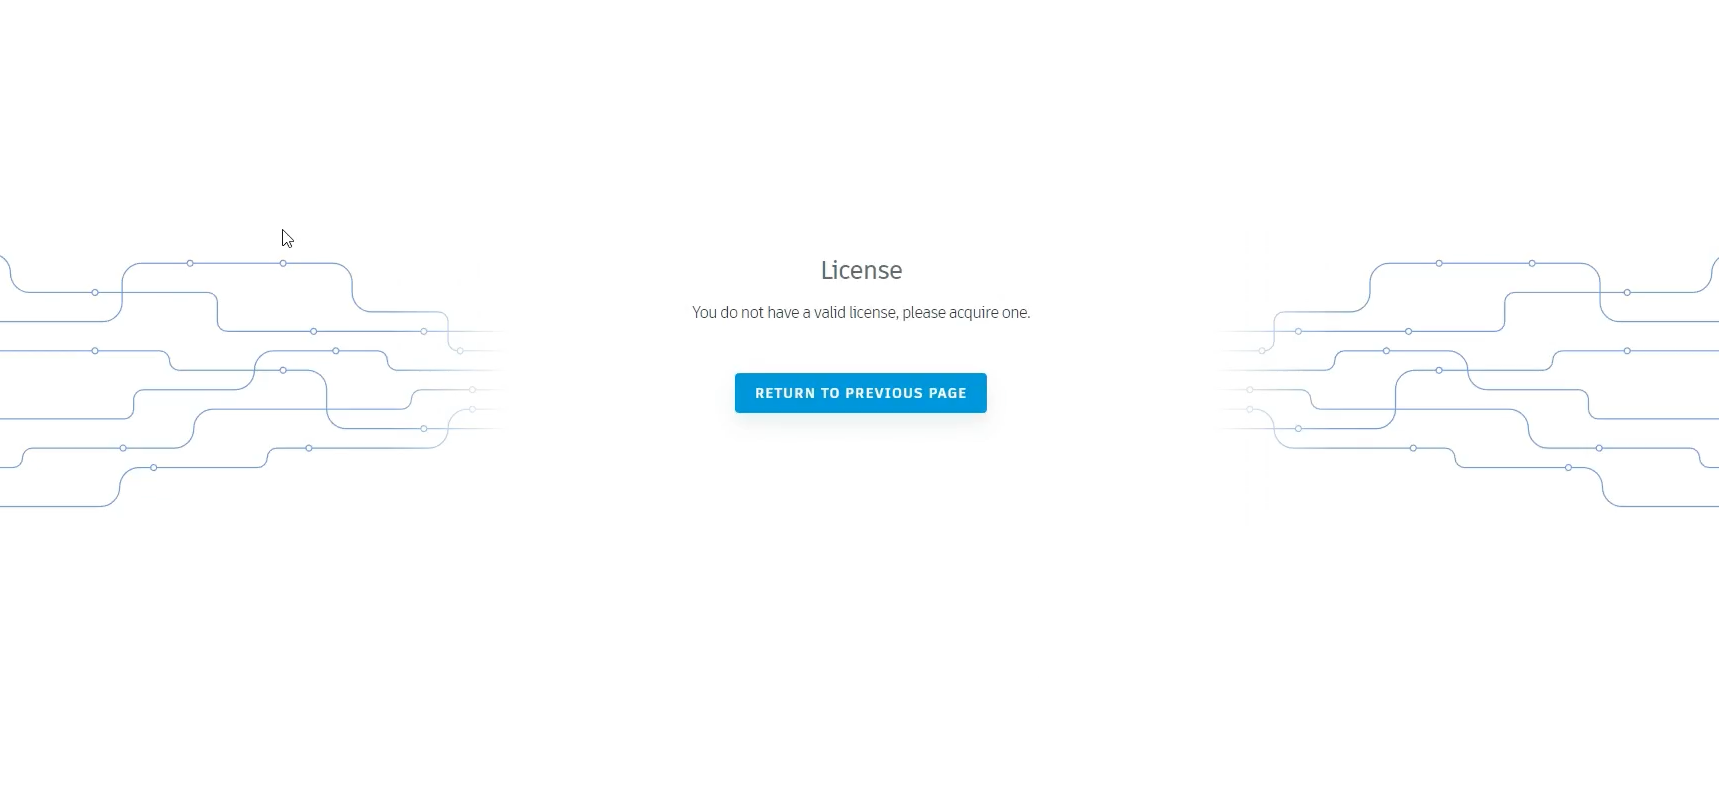 License
You do not have a valid license, please acquire one.
RETURN TO PREVIOUS PAGE